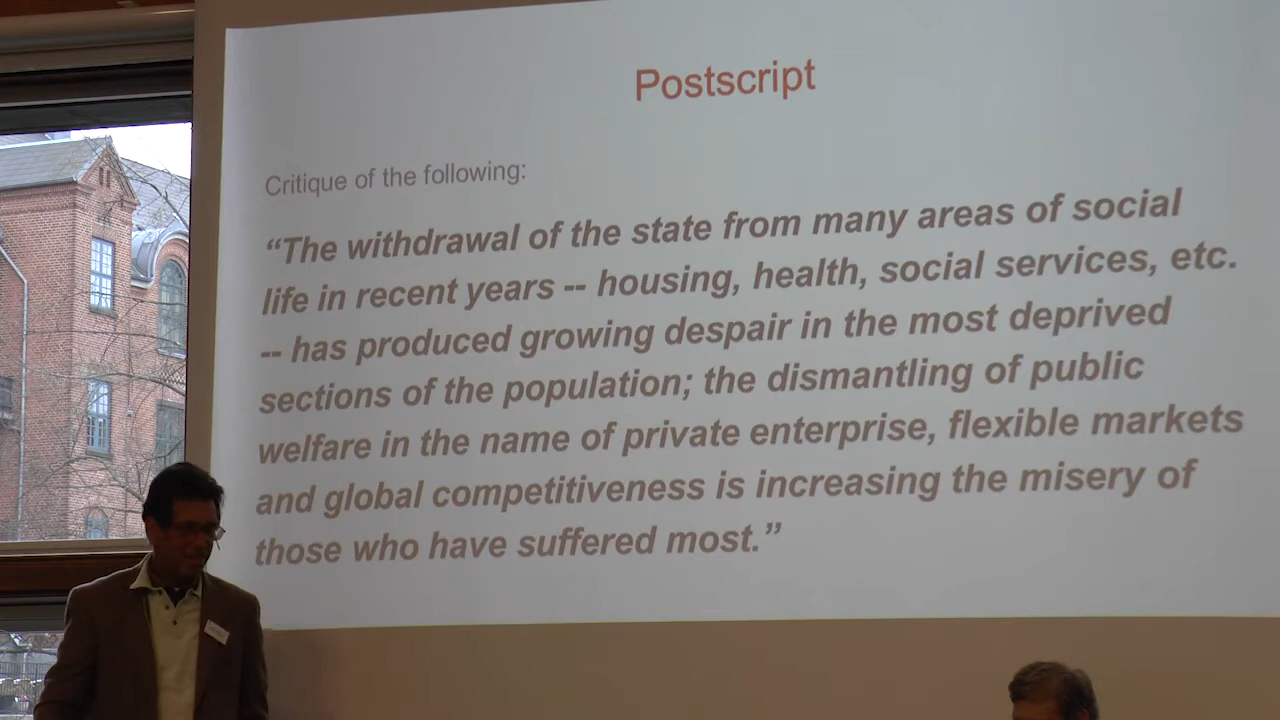 Postscript
Critique of the following:
“The withdrawal of the state from many areas of social
life in recent years -- housing, health, social services, etc.
-- has produced growing despair in the most deprived
sections of the population; the dismantling of public
welfare in the name of private enterprise, flexible markets
and global competitiveness is increasing the misery of
those who have suffered most.”